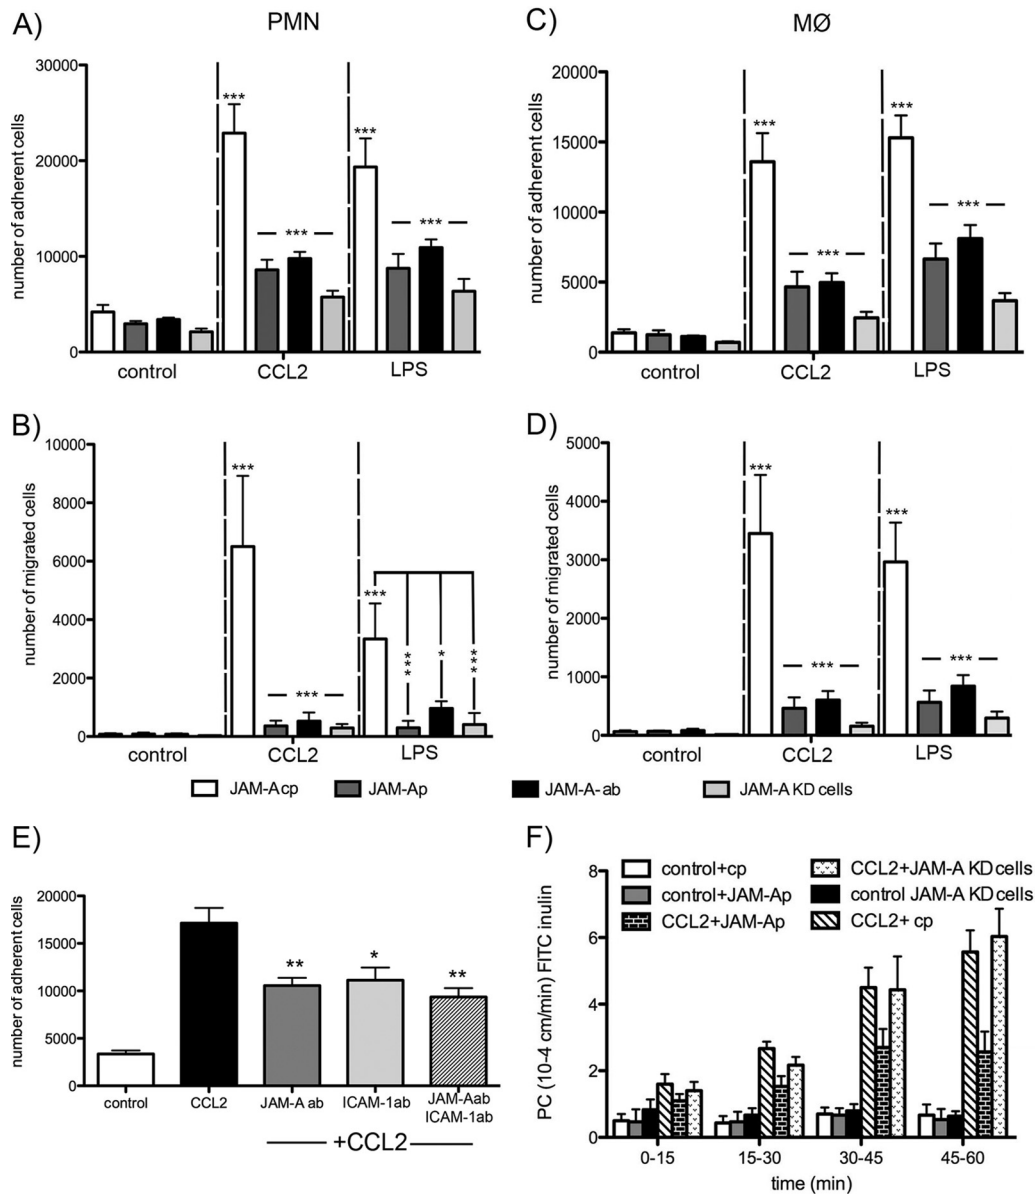 A)
PMN
number of adherent cells
30000
20000
10000
0
***
***
***
***
control
CCL2
LPS
C)
MØ
number of adherent cells
20000
15000
10000
5000
0
***
***
***
***
control
CCL2
LPS
B)
number of migrated cells
10000
8000
6000
4000
2000
0
***
***
***
***
*
***
control
CCL2
LPS
D)
number of migrated cells
5000
4000
3000
2000
1000
0
***
***
***
***
control
CCL2
LPS
JAM-A cp
JAM-Ap
JAM-A- ab
JAM-A KD cells
E)
number of adherent cells
20000
15000
10000
5000
0
**
*
**
control
CCL2
JAM-A ab
ICAM-1ab
JAM-Aab
ICAM-1ab
+CCL2
F)
control+cp
control+JAM-Ap
CCL2+JAM-Ap
CCL2+JAM-A KD cells
control JAM-A KD cells
CCL2+ cp
PC (10-4 cm/min) FITC inulin
8
6
4
2
0
0-15
15-30
30-45
45-60
time (min)